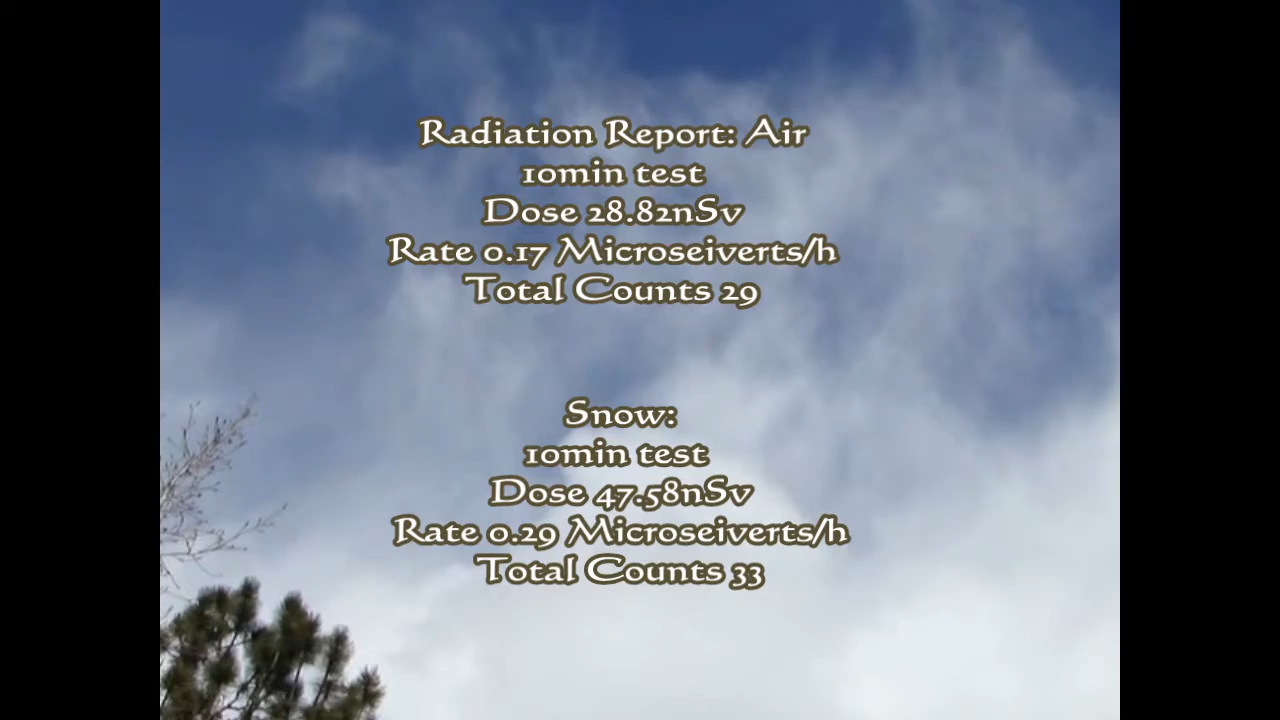 Radiation Report: Air
10min test
Dose 28.82nSv
Rate 0.17 Microseiverts/h
Total Counts 29
Snow:
10min test
Dose 47.58nSv
Rate 0.29 Microseiverts/h
Total Counts 33